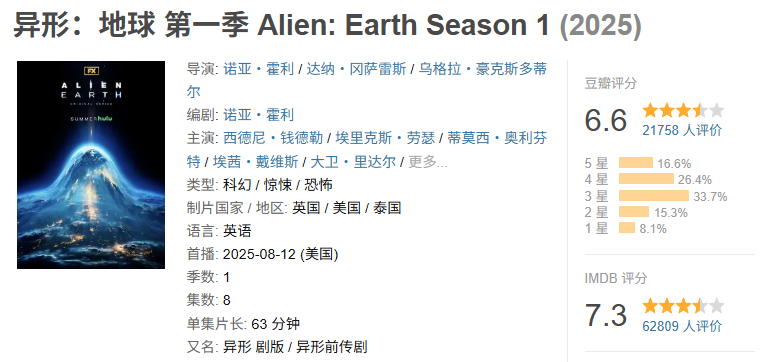 异形：地球 第一季 Alien: Earth Season 1 (2025)
FX
ALIEN
EARTH
ORIGINAL SERIES
SUMMER hulu
导演: 诺亚·霍利 / 达纳·冈萨雷斯 / 乌格拉·豪克斯多蒂
尔
编剧: 诺亚·霍利
主演: 西德尼·钱德勒 / 埃里克斯·劳瑟 / 蒂莫西·奥利芬
特 / 埃茜·戴维斯 / 大卫·里达尔 / 更多...
类型: 科幻 / 惊悚 / 恐怖
制片国家 / 地区: 英国 / 美国 / 泰国
语言: 英语
首播: 2025-08-12 (美国)
季数: 1
集数: 8
单集片长: 63 分钟
又名: 异形 剧版 / 异形前传剧
豆瓣评分
6.6
21758 人评价
5 星 16.6%
4 星 26.4%
3 星 33.7%
2 星 15.3%
1 星 8.1%
IMDB 评分
7.3
62809 人评价